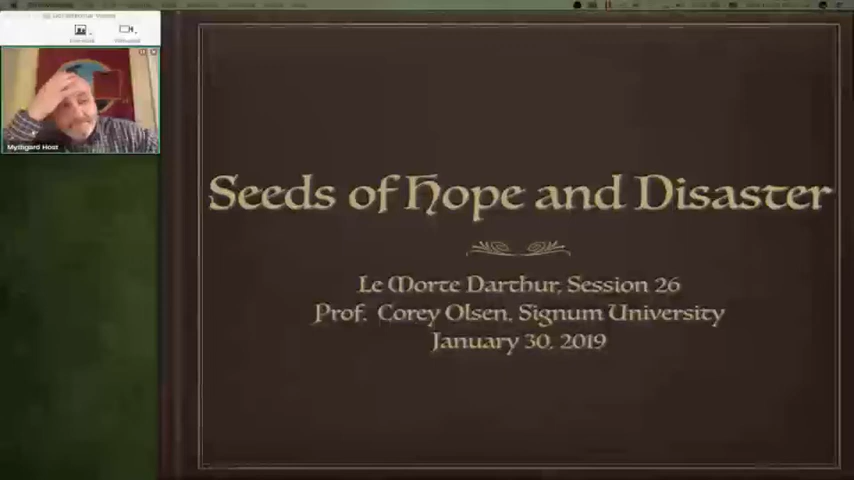 Mythgard Host
Seeds of Hope and Disaster
Le Morte Darthur, Session 26
Prof. Corey Olsen, Signum University
January 30, 2019